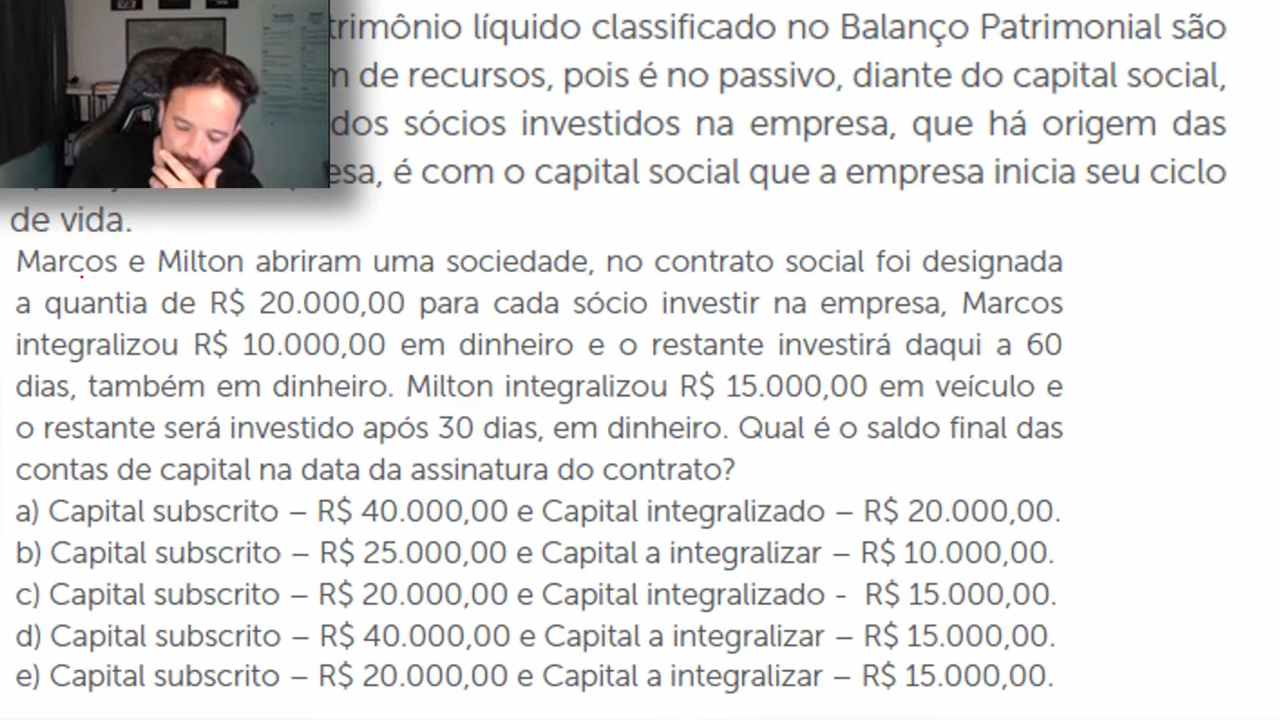 líquido classificado no Balanço Patrimonial são
de recursos, pois é no passivo, diante do capital social,
dos sócios investidos na empresa, que há origem das
é com o capital social que a empresa inicia seu ciclo
de vida.
Marcos e Milton abriram uma sociedade, no contrato social foi designada
a quantia de R$ 20.000,00 para cada sócio investir na empresa, Marcos
integralizou R$ 10.000,00 em dinheiro e o restante investirá daqui a 60
dias, também em dinheiro. Milton integralizou R$ 15.000,00 em veículo e
o restante será investido após 30 dias, em dinheiro. Qual é o saldo final das
contas de capital na data da assinatura do contrato?
a) Capital subscrito – R$ 40.000,00 e Capital integralizado – R$ 20.000,00.
b) Capital subscrito – R$ 25.000,00 e Capital a integralizar – R$ 10.000,00.
c) Capital subscrito – R$ 20.000,00 e Capital integralizado - R$ 15.000,00.
d) Capital subscrito – R$ 40.000,00 e Capital a integralizar – R$ 15.000,00.
e) Capital subscrito – R$ 20.000,00 e Capital a integralizar – R$ 15.000,00.